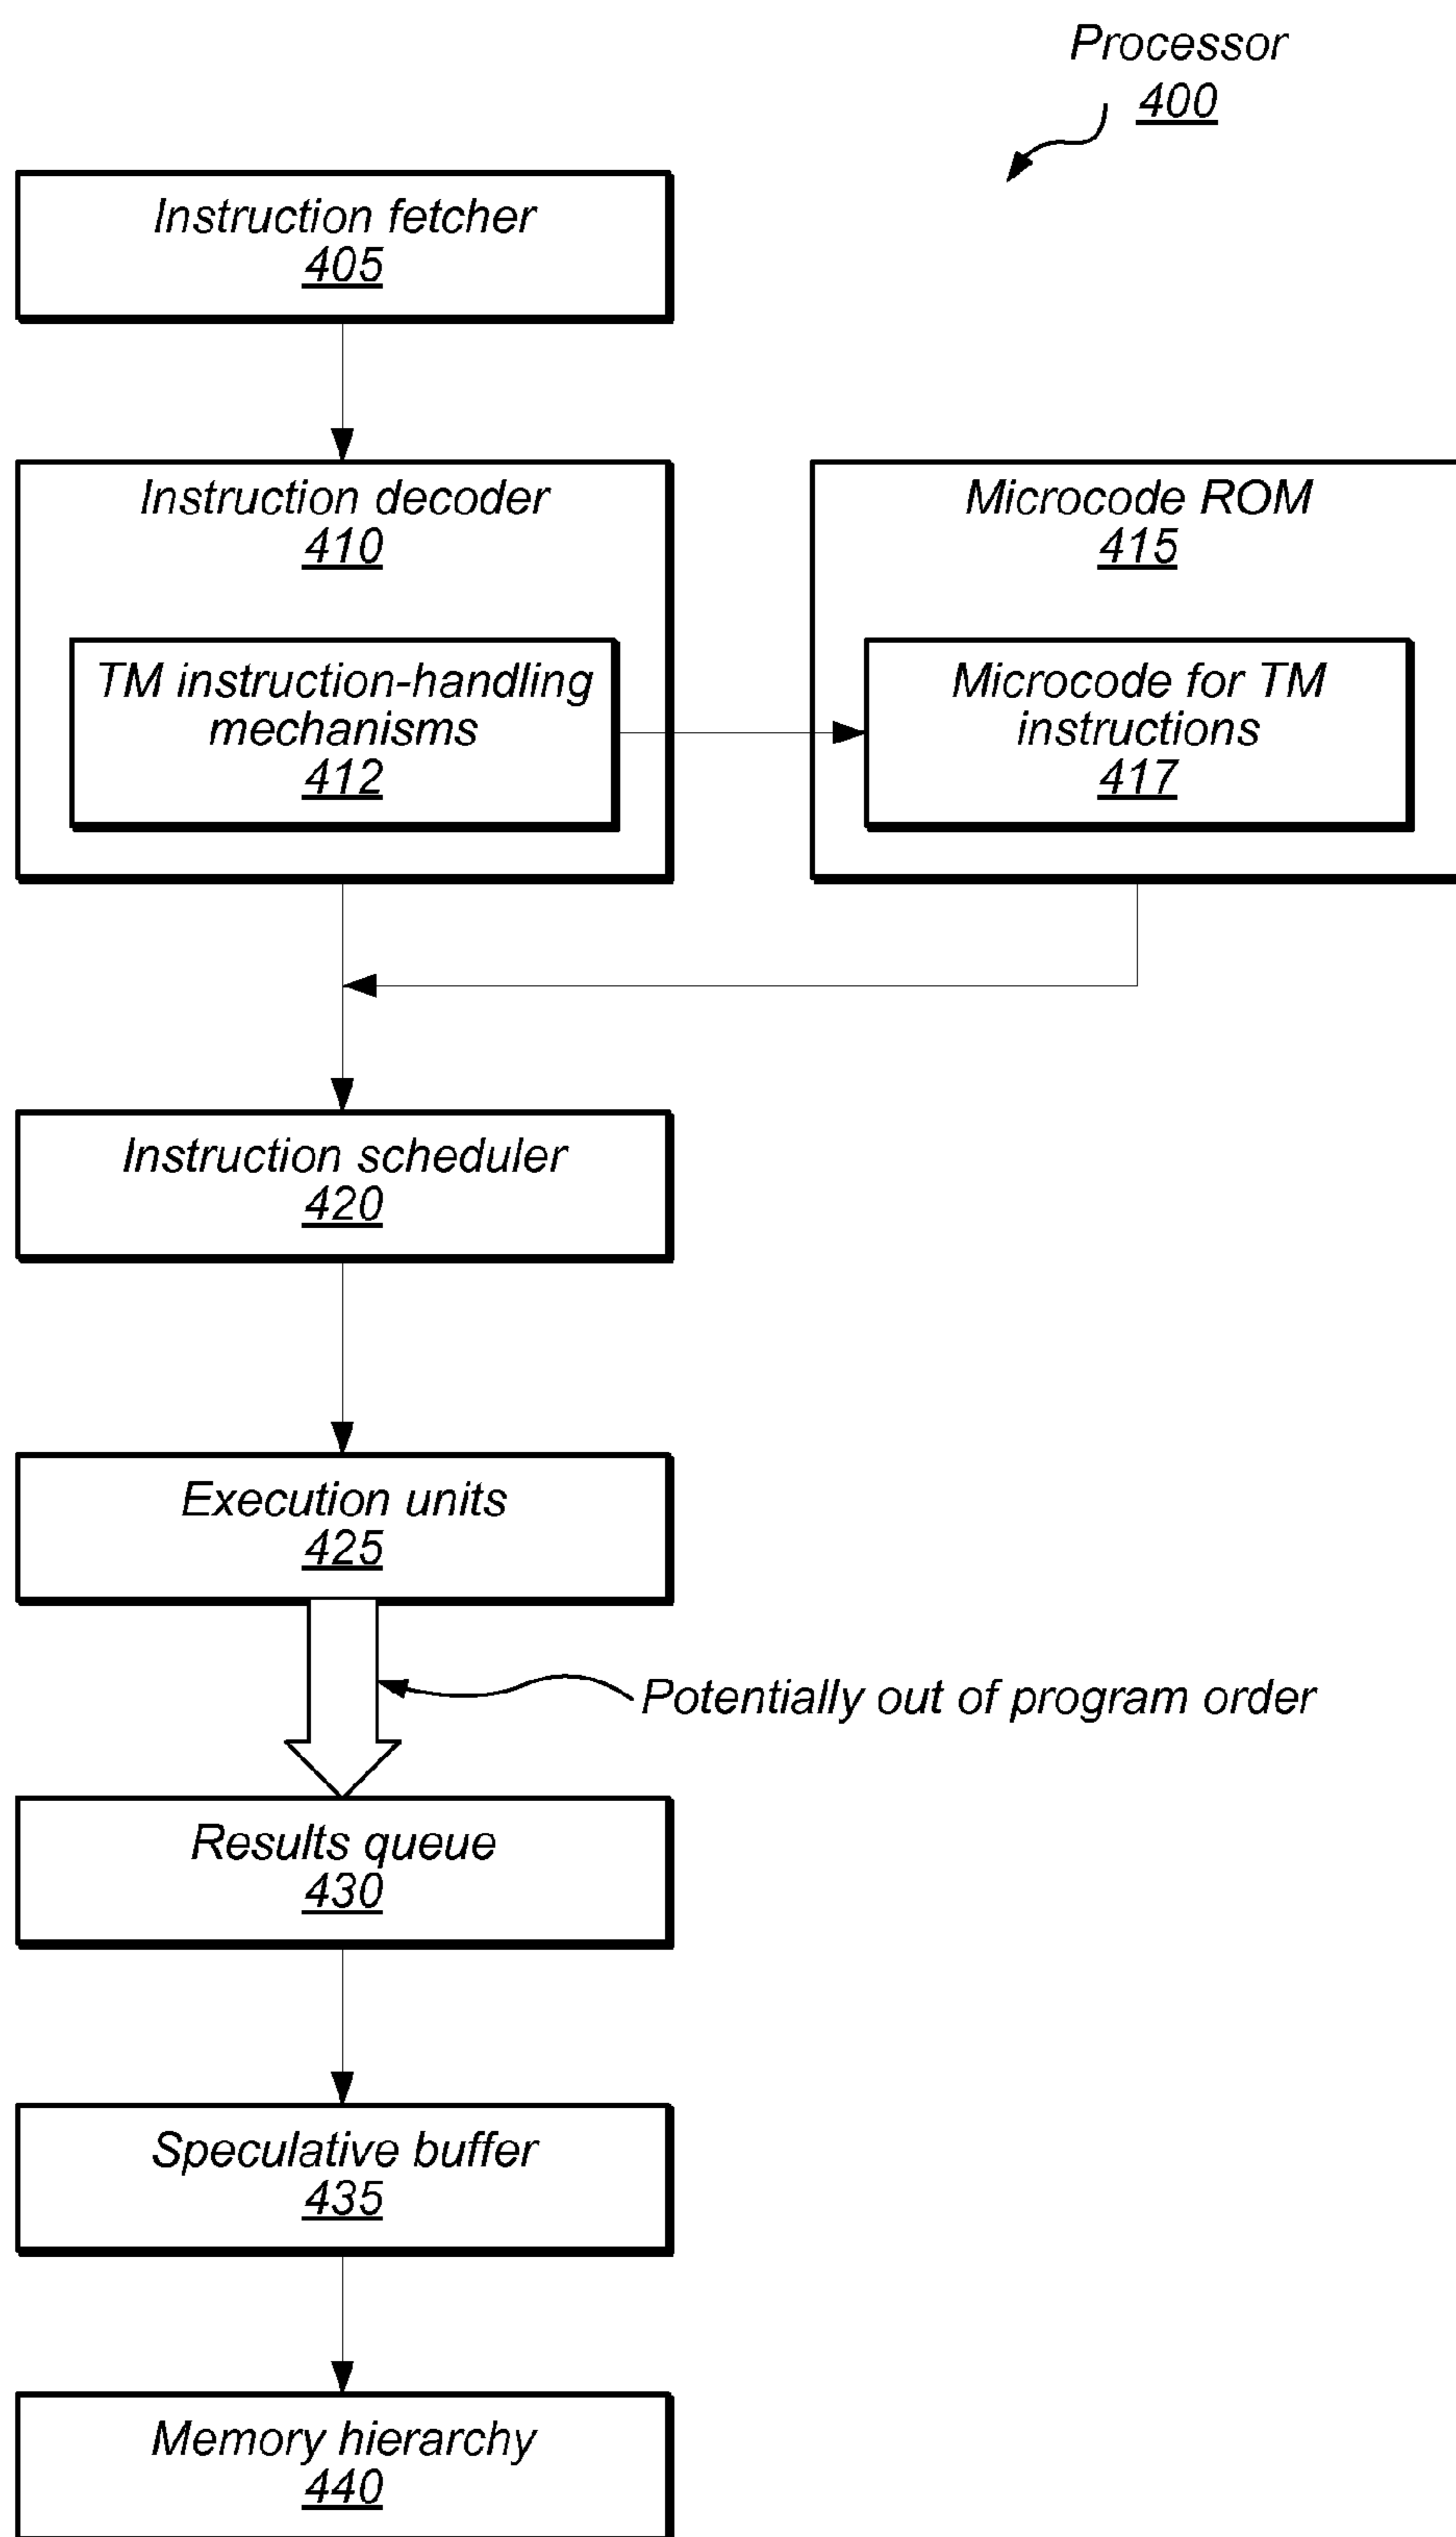 Processor
400
Instruction fetcher
405
Instruction decoder
410
TM instruction-handling
mechanisms
412
Microcode ROM
415
Microcode for TM
instructions
417
Instruction scheduler
420
Execution units
425
Potentially out of program order
Results queue
430
Speculative buffer
435
Memory hierarchy
440